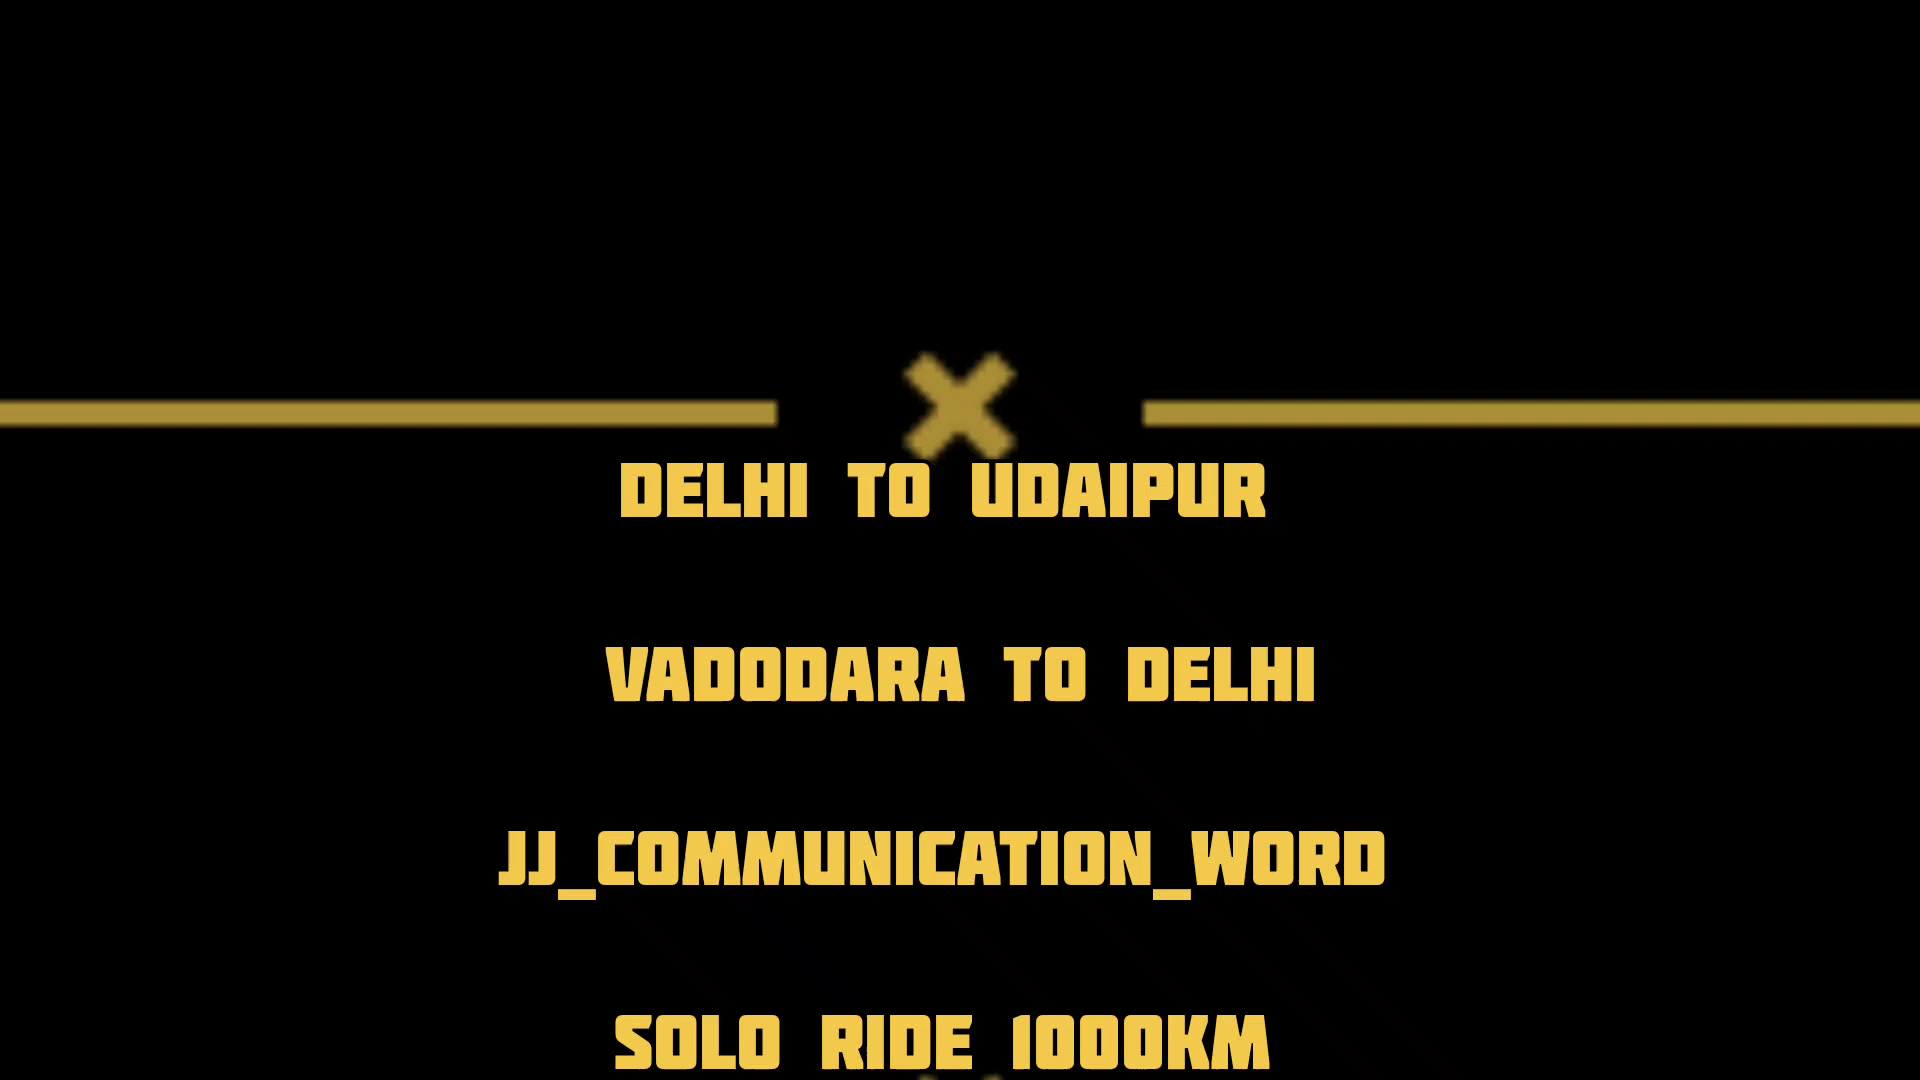 DELHI TO UDAIPUR
VADODARA TO DELHI
JJ_COMMUNICATION_WORD
SOLO RIDE 1000KM